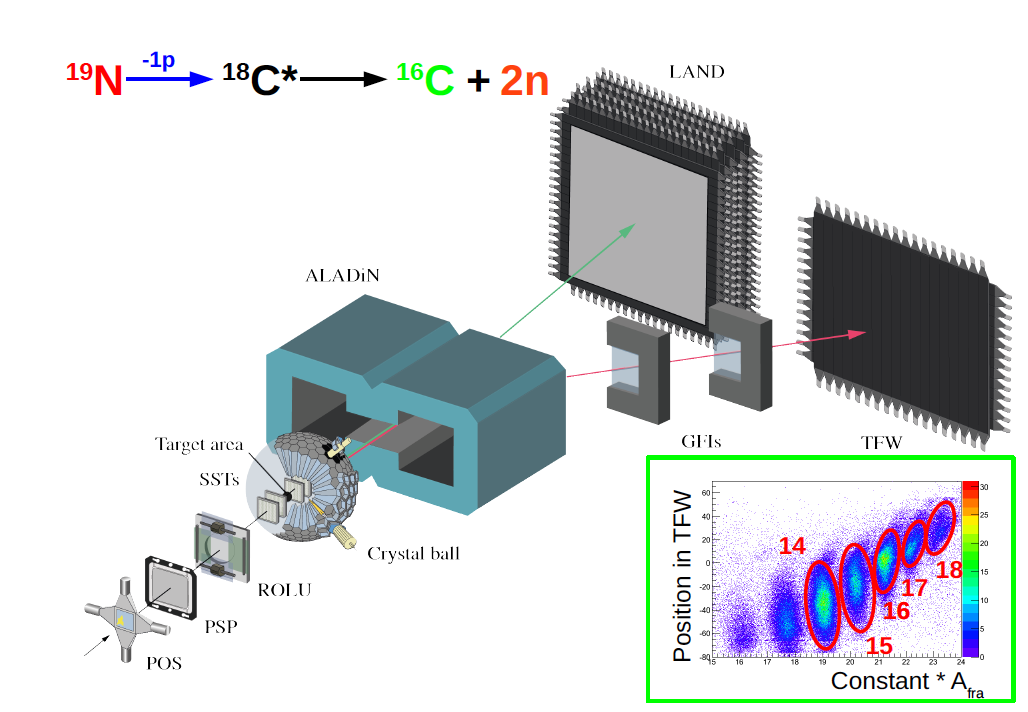 -1p
19N 18C* 16C + 2n
LAND
ALADiN
Target area
SSTs
Crystal ball
ROLU
PSP
POS
GFIs
TFW
Position in TFW
60
40
20
0
-20
-40
-60
-80
14
15
16
17
18
15 16 17 18 19 20 21 22 23 24
30
25
20
15
10
5
0
Constant * Afra